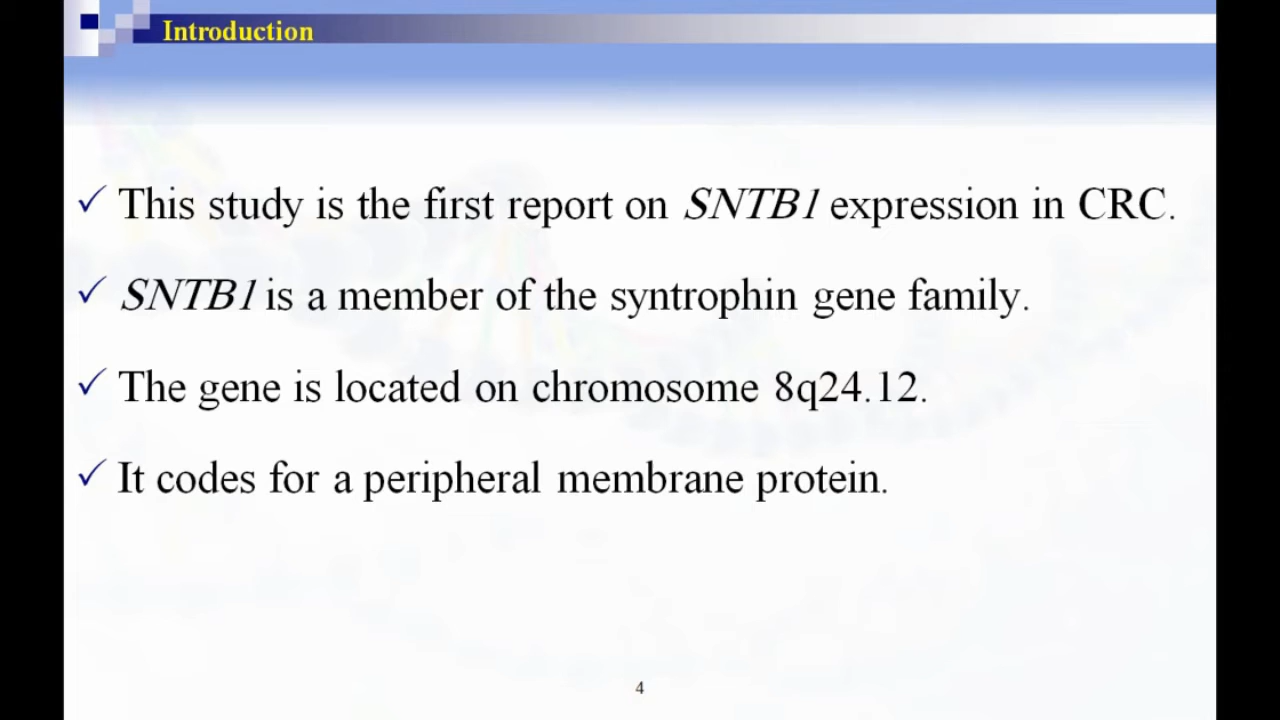 Introduction
✓ This study is the first report on SNTB1 expression in CRC.
✓ SNTB1 is a member of the syntrophin gene family.
✓ The gene is located on chromosome 8q24.12.
✓ It codes for a peripheral membrane protein.
4